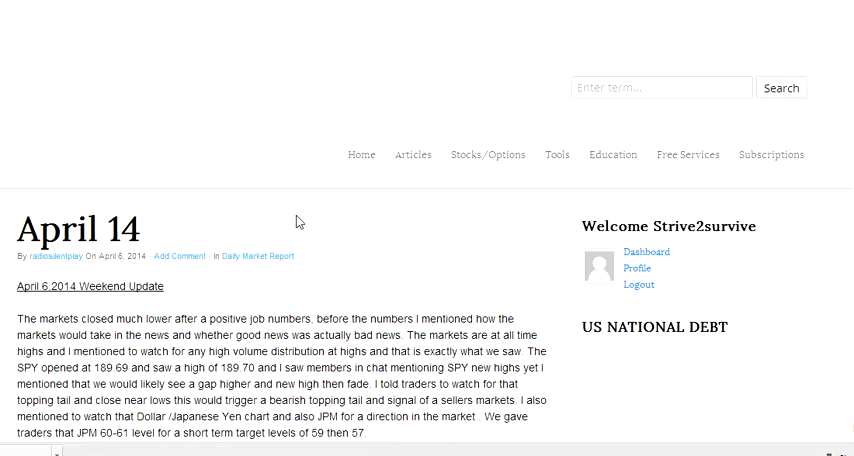 Enter term...
Search
Home Articles Stocks/Options Tools Education Free Services Subscriptions
April 14
By radiosilentplay On April 6, 2014 · Add Comment · In Daily Market Report
April 6,2014 Weekend Update
The markets closed much lower after a positive job numbers, before the numbers I mentioned how the
markets would take in the news and whether good news was actually bad news. The markets are at all time
highs and I mentioned to watch for any high volume distribution at highs and that is exactly what we saw. The
SPY opened at 189.69 and saw a high of 189.70 and I saw members in chat mentioning SPY new highs yet I
mentioned that we would likely see a gap higher and new high then fade. I told traders to watch for that
topping tail and close near lows this would trigger a bearish topping tail and signal of a sellers markets. I also
mentioned to watch that Dollar /Japanese Yen chart and also JPM for a direction in the market . We gave
traders that JPM 60-61 level for a short term target levels of 59 then 57.
Welcome Strive2survive
Dashboard
Profile
Logout
US NATIONAL DEBT